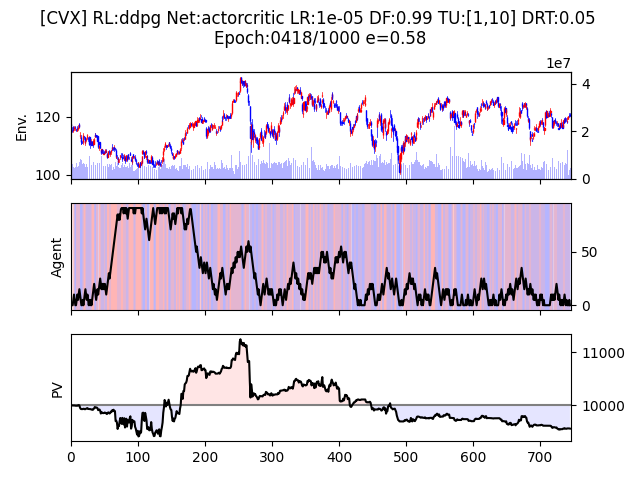 [CVX] RL:ddpg Net:actorcritic LR:1e-05 DF:0.99 TU:[1,10] DRT:0.05
Epoch:0418/1000 e=0.58
1e7
Env.
120
100
4
2
0
Agent
50
0
PV
11000
10000
0 100 200 300 400 500 600 700